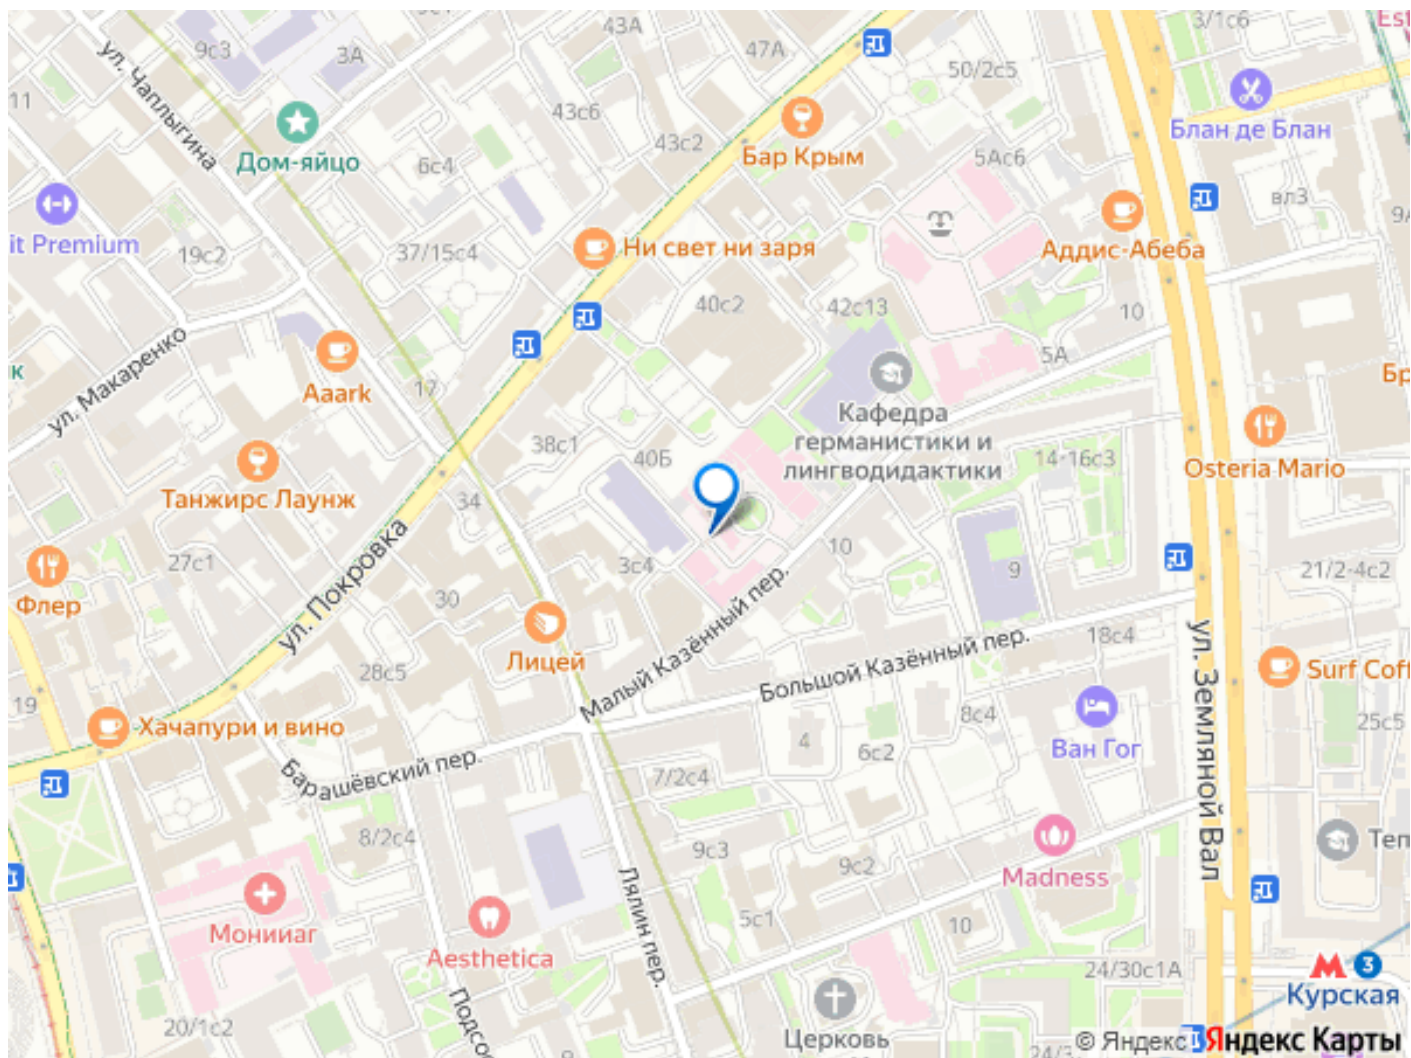 43А
3/1с6
ул. Чаплыгина
9с3
3А
47А
50/2с5
11
43с6
Блан де Блан
Дом-яйцо
6с4
43с2
Бар Крым
5Ас6
вл3
it Premium
19с2
37/15с4
Ни свет ни заря
Аддис-Абеба
40с2
42с13
10
ул. Макаренко
5А
к
Aaark
17
Кафедра
германистики и
лингводидактики
38с1
40Б
14-16с3
Osteria Mario
Танжирс Лаунж
34
ул. Покровка
27с1
3с4
10
9
21/2-4с2
Флер
30
Лицей
Малый Казённый пер.
Большой Казённый пер.
18с4
ул. Земляной Вал
28с5
Surf Coff
19
8с4
25с5
Хачапури и вино
4
6с2
Ван Гог
Барашёвский пер.
7/2с4
8/2с4
9с3
9с2
Madness
Мониваг
5с1
10
Лялин пер.
Aesthetica
24/30с1А
3
Курская
20/1с2
Церковь
24/3
© Яндекс
Яндекс Карты